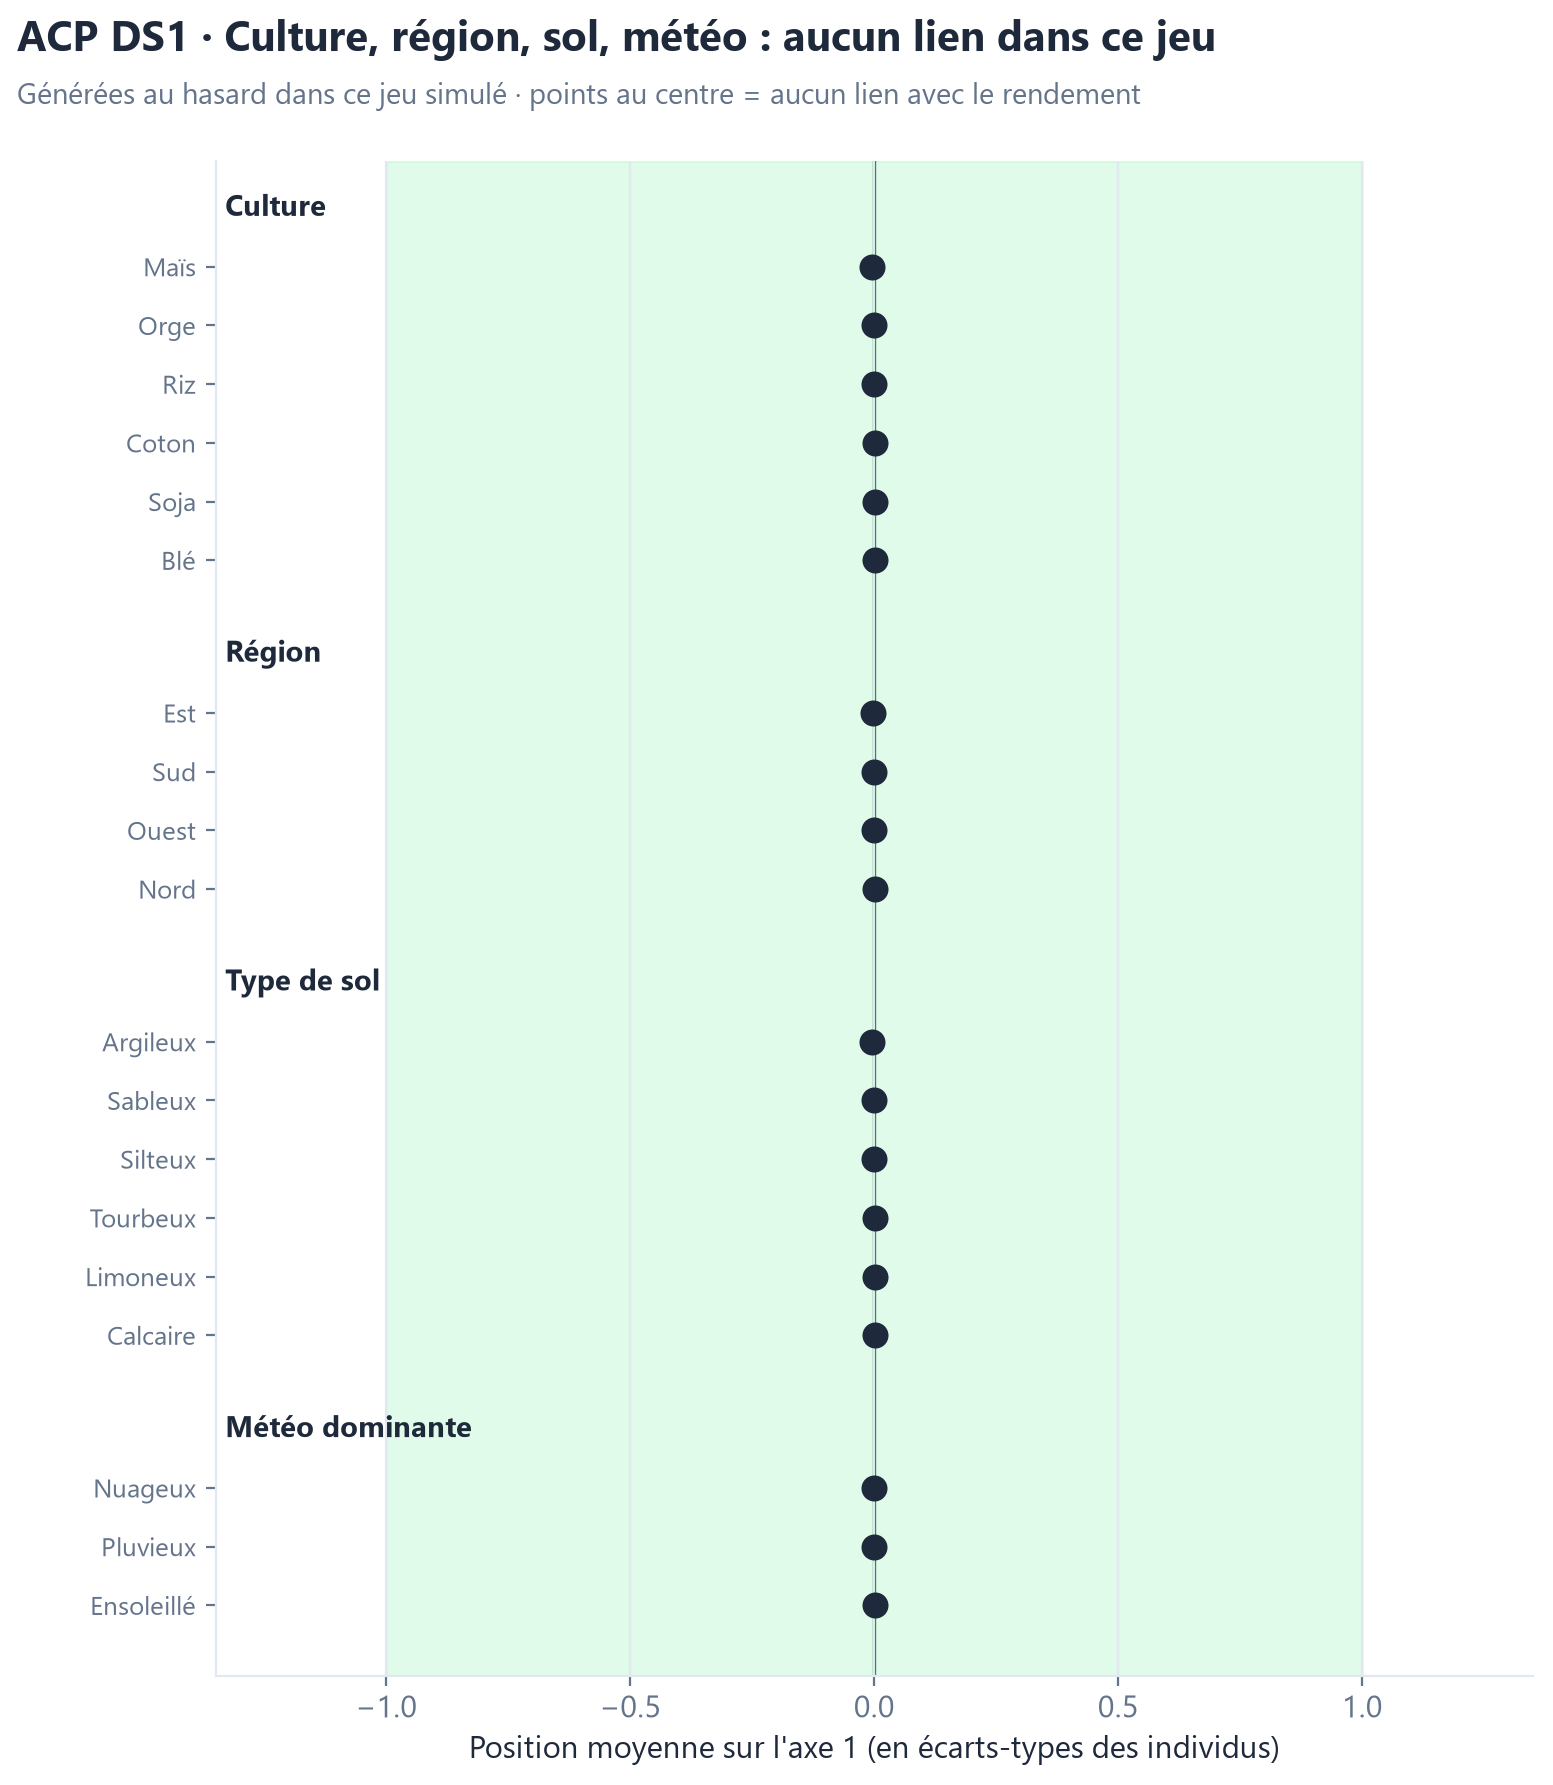 ACP DS1 · Culture, région, sol, météo : aucun lien dans ce jeu
Générées au hasard dans ce jeu simulé · points au centre = aucun lien avec le rendement
Culture
Maïs
Orge
Riz
Coton
Soja
Blé
Région
Est
Sud
Ouest
Nord
Type de sol
Argileux
Sableux
Silteux
Tourbeux
Limoneux
Calcaire
Météo dominante
Nuageux
Pluvieux
Ensoleillé
−1.0 −0.5 0.0 0.5 1.0
Position moyenne sur l'axe 1 (en écarts-types des individus)